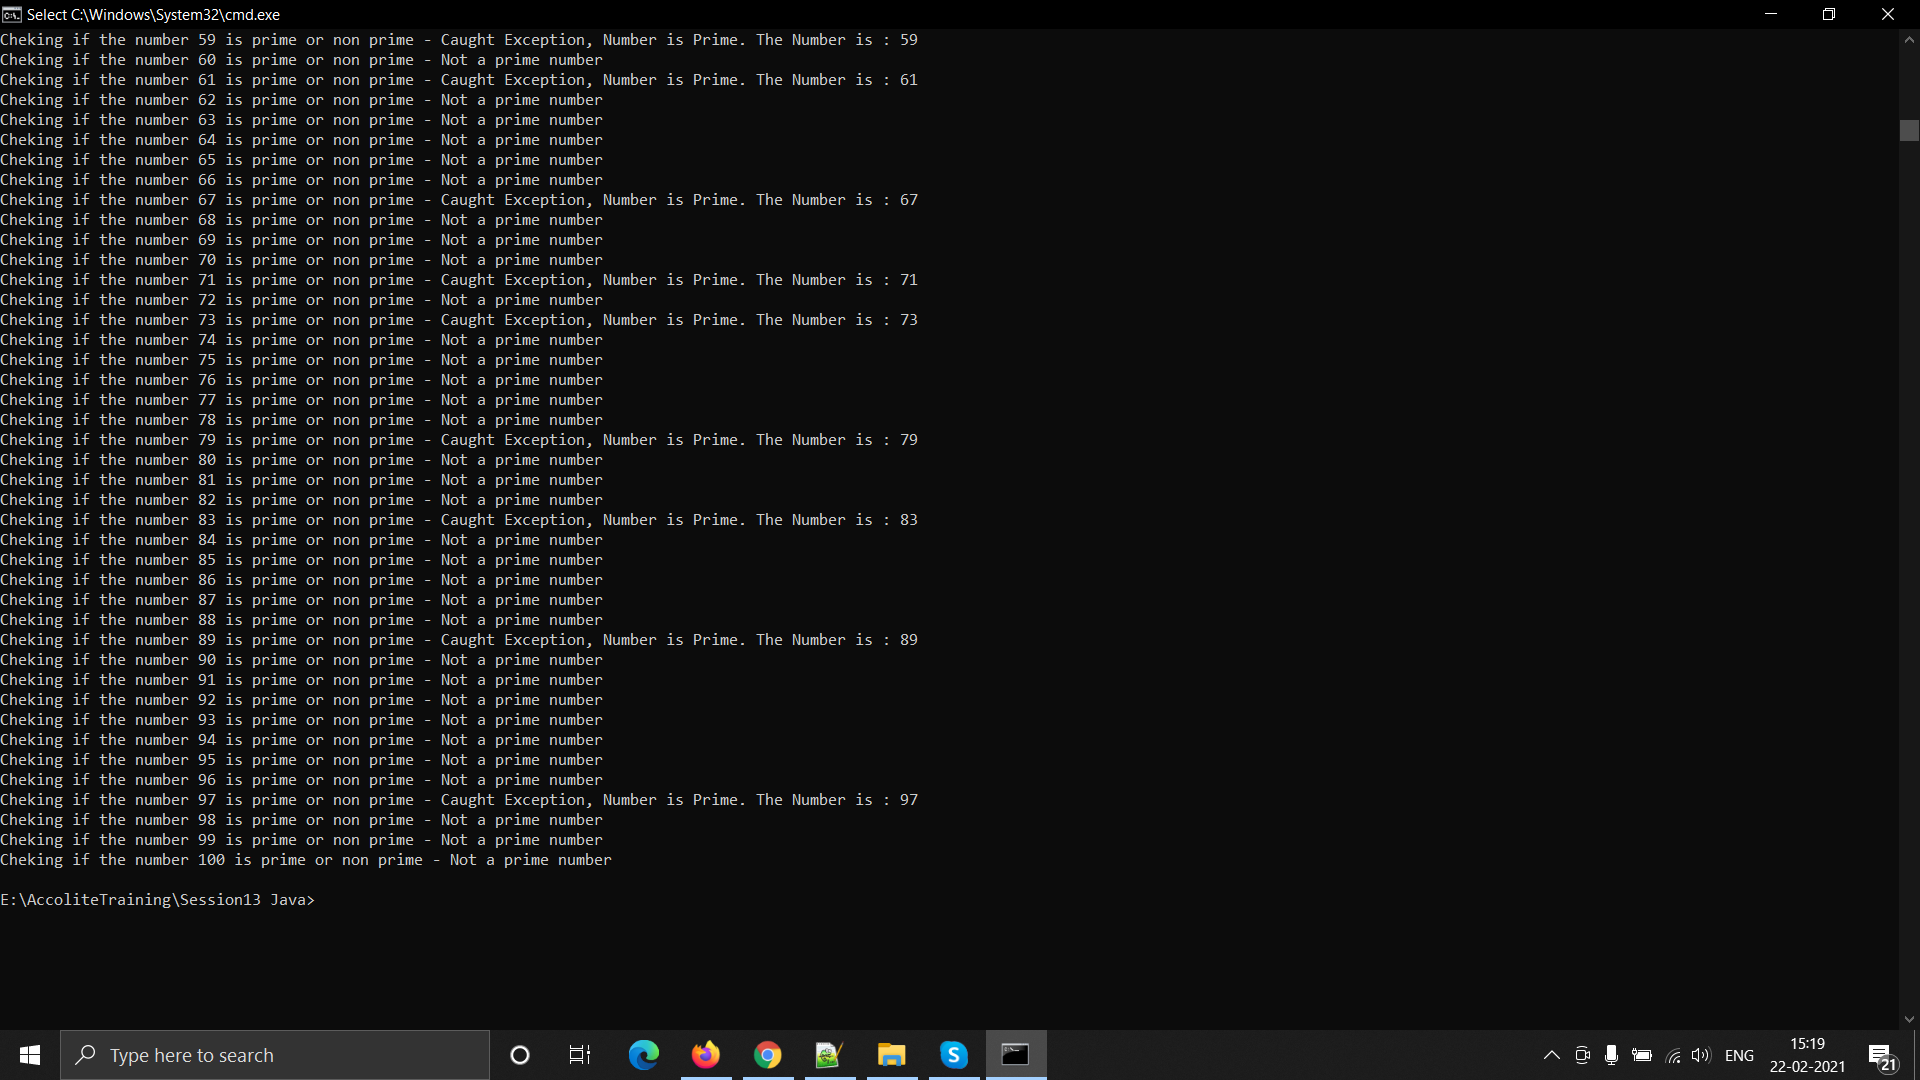 Select C:\Windows\System32\cmd.exe
Cheking if the number 59 is prime or non prime - Caught Exception, Number is Prime. The Number is : 59
Cheking if the number 60 is prime or non prime - Not a prime number
Cheking if the number 61 is prime or non prime - Caught Exception, Number is Prime. The Number is : 61
Cheking if the number 62 is prime or non prime - Not a prime number
Cheking if the number 63 is prime or non prime - Not a prime number
Cheking if the number 64 is prime or non prime - Not a prime number
Cheking if the number 65 is prime or non prime - Not a prime number
Cheking if the number 66 is prime or non prime - Not a prime number
Cheking if the number 67 is prime or non prime - Caught Exception, Number is Prime. The Number is : 67
Cheking if the number 68 is prime or non prime - Not a prime number
Cheking if the number 69 is prime or non prime - Not a prime number
Cheking if the number 70 is prime or non prime - Not a prime number
Cheking if the number 71 is prime or non prime - Caught Exception, Number is Prime. The Number is : 71
Cheking if the number 72 is prime or non prime - Not a prime number
Cheking if the number 73 is prime or non prime - Caught Exception, Number is Prime. The Number is : 73
Cheking if the number 74 is prime or non prime - Not a prime number
Cheking if the number 75 is prime or non prime - Not a prime number
Cheking if the number 76 is prime or non prime - Not a prime number
Cheking if the number 77 is prime or non prime - Not a prime number
Cheking if the number 78 is prime or non prime - Not a prime number
Cheking if the number 79 is prime or non prime - Caught Exception, Number is Prime. The Number is : 79
Cheking if the number 80 is prime or non prime - Not a prime number
Cheking if the number 81 is prime or non prime - Not a prime number
Cheking if the number 82 is prime or non prime - Not a prime number
Cheking if the number 83 is prime or non prime - Caught Exception, Number is Prime. The Number is : 83
Cheking if the number 84 is prime or non prime - Not a prime number
Cheking if the number 85 is prime or non prime - Not a prime number
Cheking if the number 86 is prime or non prime - Not a prime number
Cheking if the number 87 is prime or non prime - Not a prime number
Cheking if the number 88 is prime or non prime - Not a prime number
Cheking if the number 89 is prime or non prime - Caught Exception, Number is Prime. The Number is : 89
Cheking if the number 90 is prime or non prime - Not a prime number
Cheking if the number 91 is prime or non prime - Not a prime number
Cheking if the number 92 is prime or non prime - Not a prime number
Cheking if the number 93 is prime or non prime - Not a prime number
Cheking if the number 94 is prime or non prime - Not a prime number
Cheking if the number 95 is prime or non prime - Not a prime number
Cheking if the number 96 is prime or non prime - Not a prime number
Cheking if the number 97 is prime or non prime - Caught Exception, Number is Prime. The Number is : 97
Cheking if the number 98 is prime or non prime - Not a prime number
Cheking if the number 99 is prime or non prime - Not a prime number
Cheking if the number 100 is prime or non prime - Not a prime number
E:\AccoliteTraining\Session13 Java>
Type here to search
ENG
15:19
22-02-2021
21